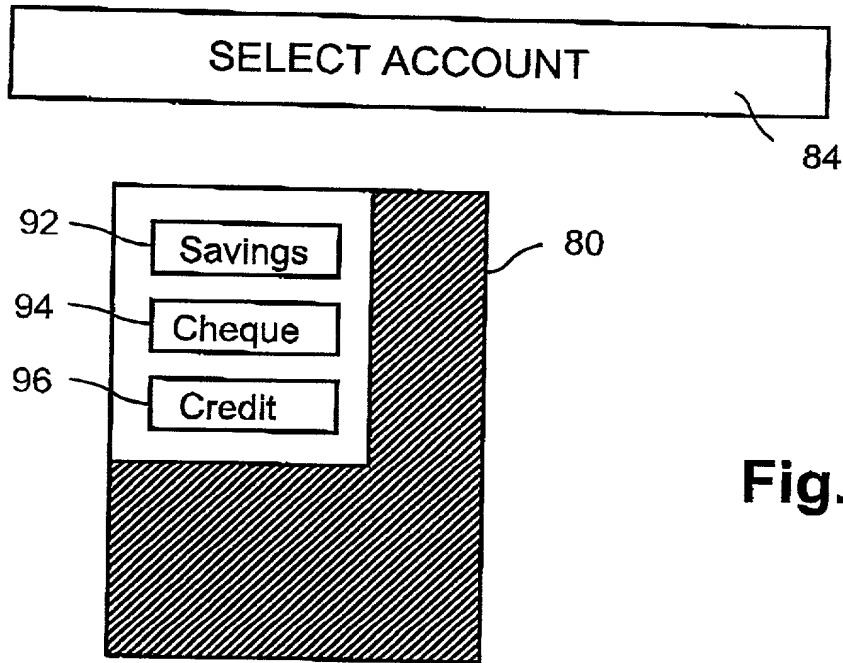 SELECT ACCOUNT
84
92
Savings
80
94
Cheque
96
Credit
Fig.